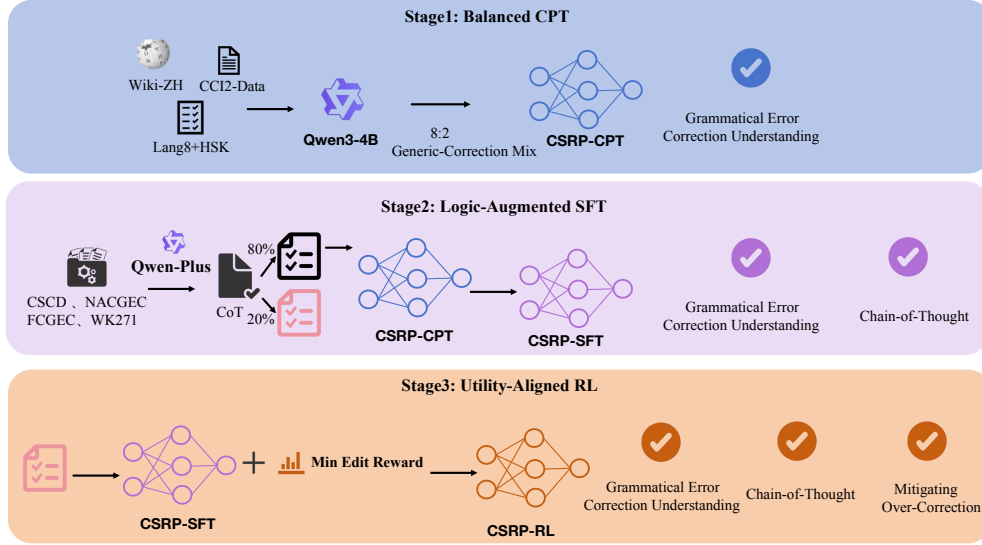 Stage1: Balanced CPT
Wiki-ZH
CCI2-Data
Lang8+HSK
Qwen3-4B
8:2
Generic-Correction Mix
CSRP-CPT
Grammatical Error
Correction Understanding
Stage2: Logic-Augmented SFT
Qwen-Plus
CSCD 、NACGEC
FCGEC、WK271
CoT
80%
20%
CSRP-CPT
CSRP-SFT
Grammatical Error
Correction Understanding
Chain-of-Thought
Stage3: Utility-Aligned RL
CSRP-SFT
Min Edit Reward
CSRP-RL
Grammatical Error
Correction Understanding
Chain-of-Thought
Mitigating
Over-Correction